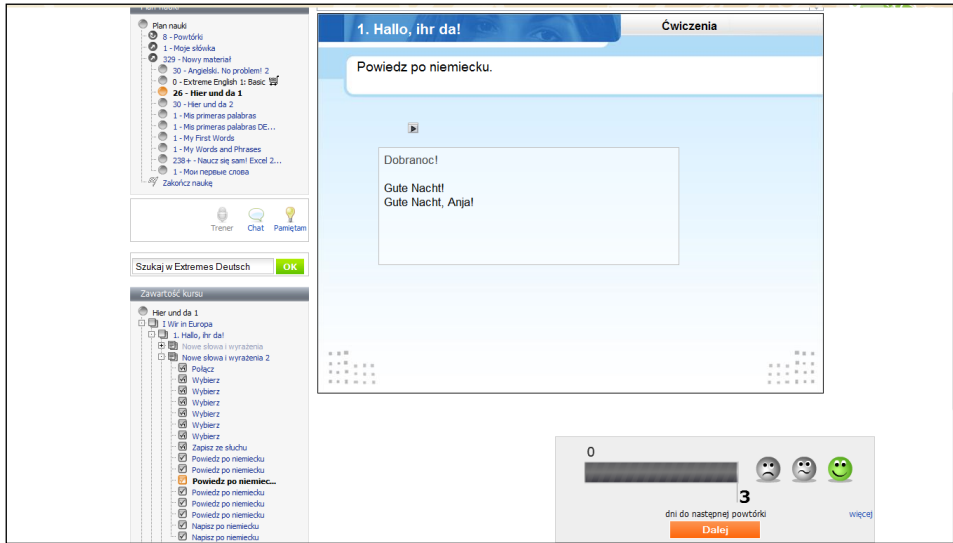 Plan nauki
8 - Powtórki
1 - Moje słówka
329 - Nowy materiał
30 - Angielski. No problem! 2
0 - Extreme English 1: Basic
26 - Hier und da 1
30 - Hier und da 2
1 - Mis primeras palabras
1 - Mis primeras palabras DE...
1 - My First Words
1 - My Words and Phrases
238+ - Naucz się sam! Excel 2...
1 - Мои первые слова
Zakończ naukę
Trener Chat Pamiętam
Szukaj w Extremes Deutsch OK
Zawartość kursu
Hier und da 1
I Wir in Europa
1. Hallo, ihr da!
Nowe słowa i wyrażenia
Nowe słowa i wyrażenia 2
Połącz
Wybierz
Wybierz
Wybierz
Wybierz
Wybierz
Wybierz
Zapisz ze słuchu
Powiedz po niemiecku
Powiedz po niemiecku
Powiedz po niemiec...
Powiedz po niemiecku
Powiedz po niemiecku
Powiedz po niemiecku
Napisz po niemiecku
Napisz po niemiecku
1. Hallo, ihr da! Ćwiczenia
Powiedz po niemiecku.
Dobranoc!
Gute Nacht!
Gute Nacht, Anja!
0
3
dni do następnej powtórki więcej
Dalej